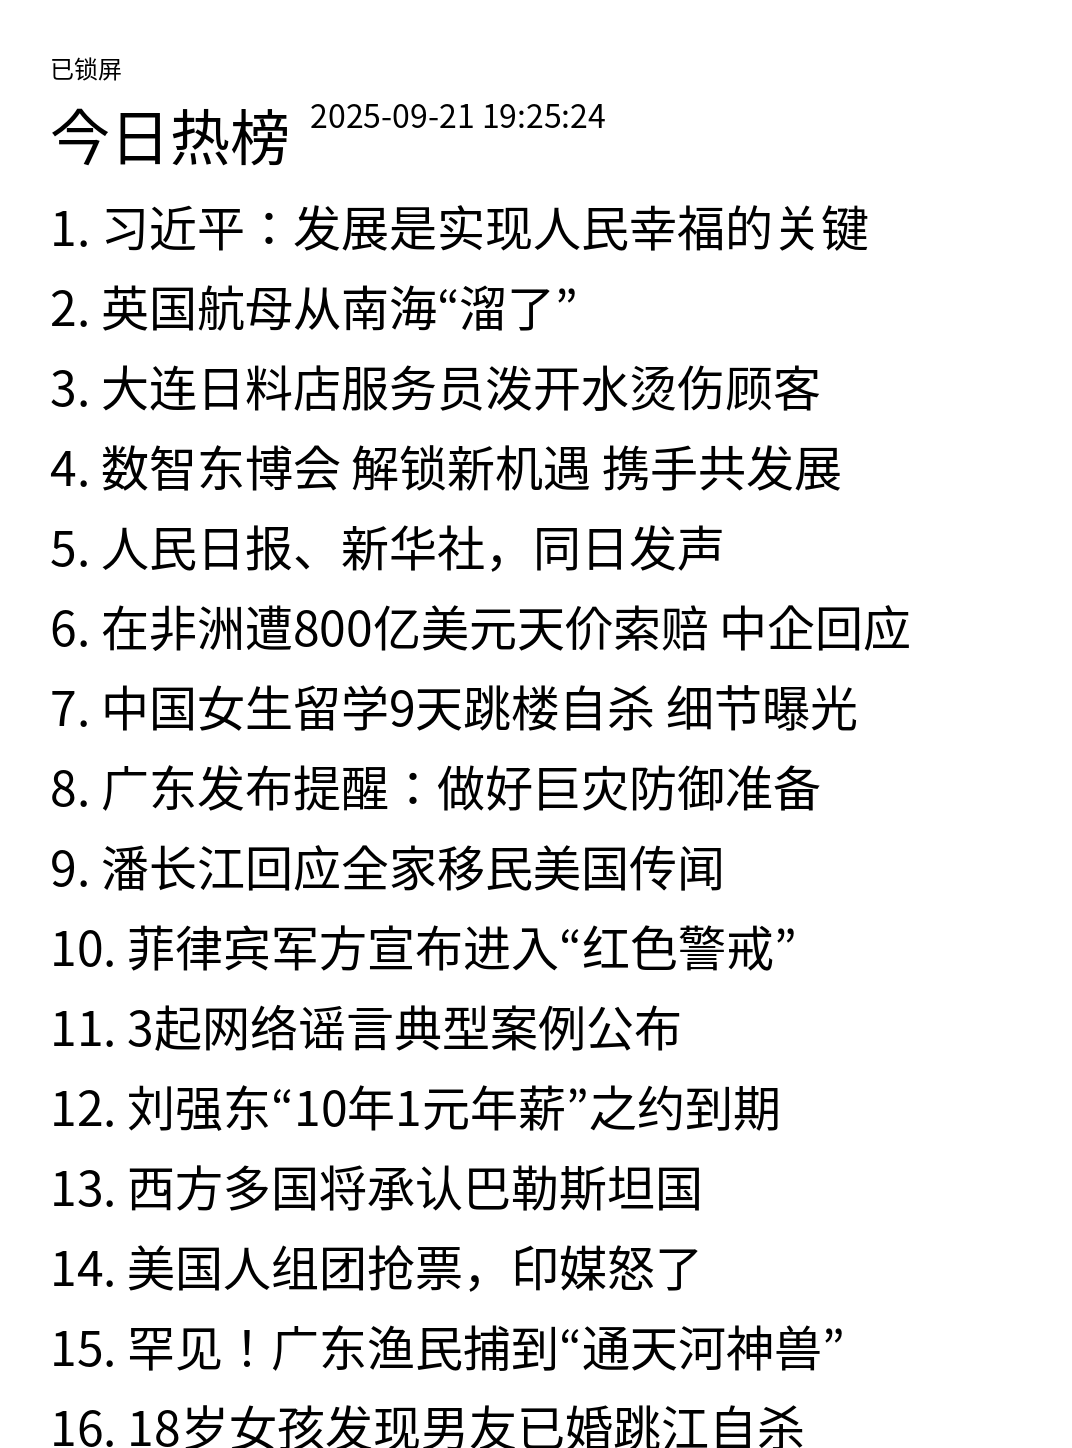 已锁屏
今日热榜 2025-09-21 19:25:24
1. 习近平：发展是实现人民幸福的关键
2. 英国航母从南海“溜了”
3. 大连日料店服务员泼开水烫伤顾客
4. 数智东博会 解锁新机遇 携手共发展
5. 人民日报、新华社，同日发声
6. 在非洲遭800亿美元天价索赔 中企回应
7. 中国女生留学9天跳楼自杀 细节曝光
8. 广东发布提醒：做好巨灾防御准备
9. 潘长江回应全家移民美国传闻
10. 菲律宾军方宣布进入“红色警戒”
11. 3起网络谣言典型案例公布
12. 刘强东“10年1元年薪”之约到期
13. 西方多国将承认巴勒斯坦国
14. 美国人组团抢票，印媒怒了
15. 罕见！广东渔民捕到“通天河神兽”
16. 18岁女孩发现男友已婚跳江自杀